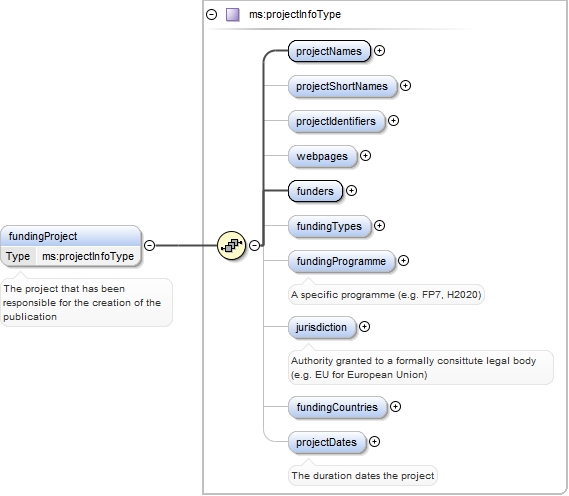 ms:projectInfoType
projectNames
projectShortNames
projectIdentifiers
webpages
funders
fundingProject
Type ms:projectInfoType
The project that has been
responsible for the creation of the
publication
fundingTypes
fundingProgramme
A specific programme (e.g. FP7, H2020)
jurisdiction
Authority granted to a formally consittute legal body
(e.g. EU for European Union)
fundingCountries
projectDates
The duration dates the project